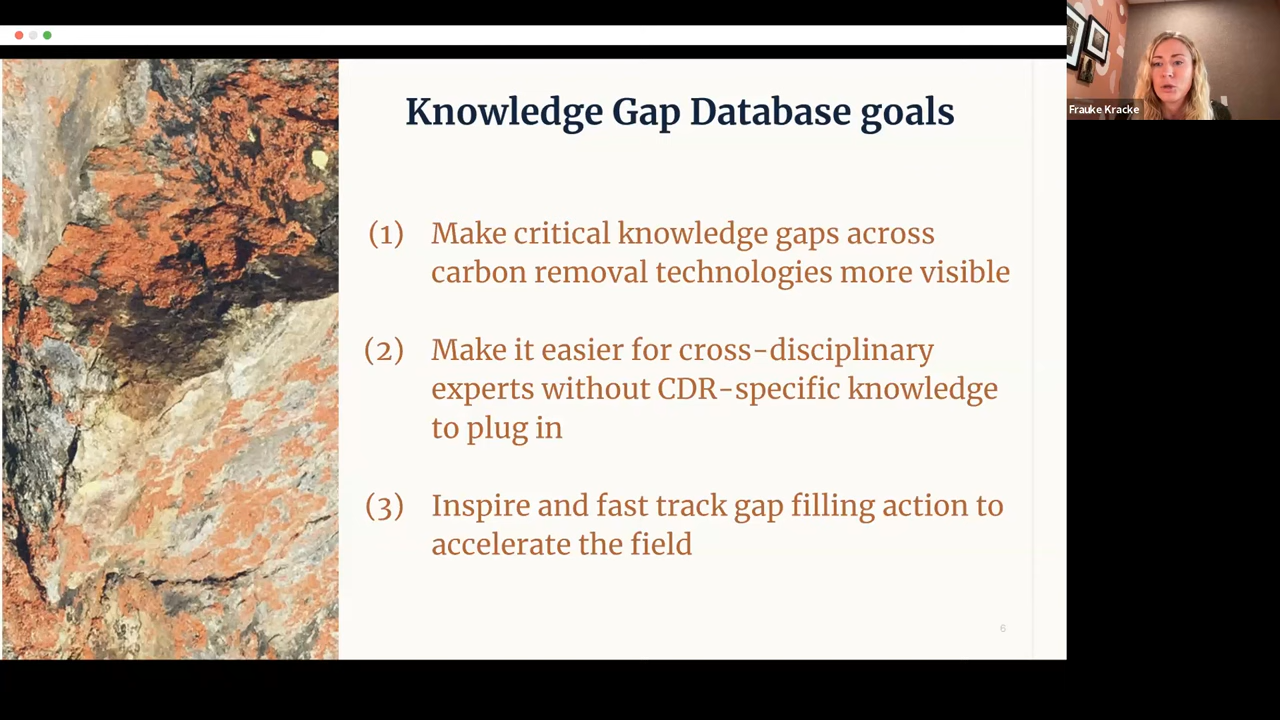 Knowledge Gap Database goals
(1) Make critical knowledge gaps across
carbon removal technologies more visible
(2) Make it easier for cross-disciplinary
experts without CDR-specific knowledge
to plug in
(3) Inspire and fast track gap filling action to
accelerate the field
6
Frauke Kracke